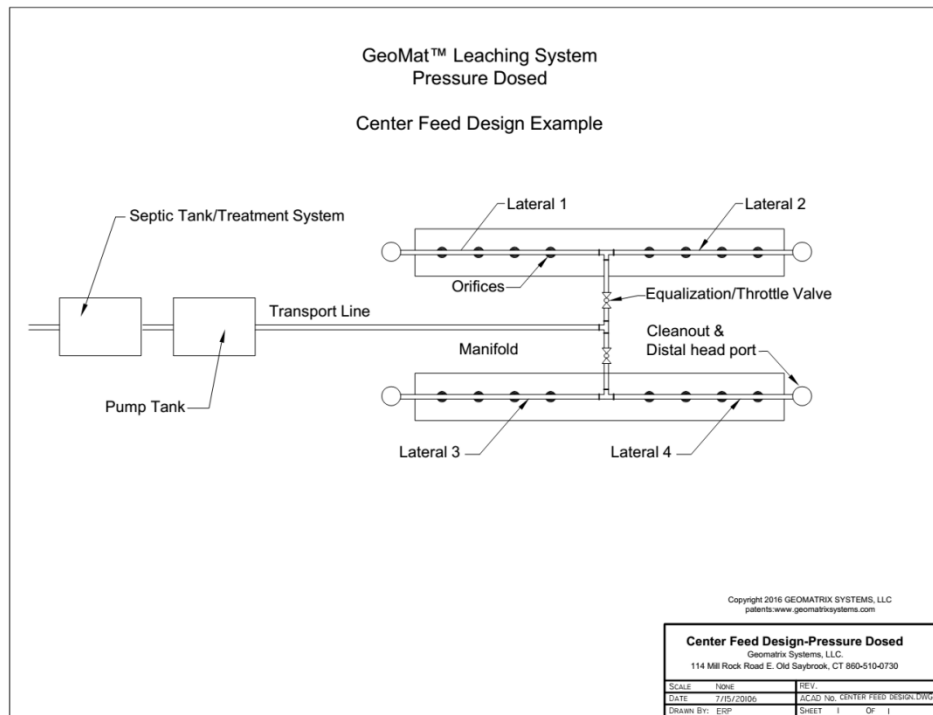 GeoMat™ Leaching System
Pressure Dosed
Center Feed Design Example
Septic Tank/Treatment System
Lateral 1
Lateral 2
Orifices
Equalization/Throttle Valve
Transport Line
Manifold
Cleanout &
Distal head port
Pump Tank
Lateral 3
Lateral 4
Copyright 2016 GEOMATRIX SYSTEMS, LLC
patents:www.geomatrixsystems.com
Center Feed Design-Pressure Dosed
Geomatrix Systems, LLC.
114 Mill Rock Road E. Old Saybrook, CT 860-510-0730
SCALE NONE REV.
DATE 7/15/20106 ACAD No. CENTER FEED DESIGN.DWG
DRAWN BY: ERP SHEET 1 OF 1